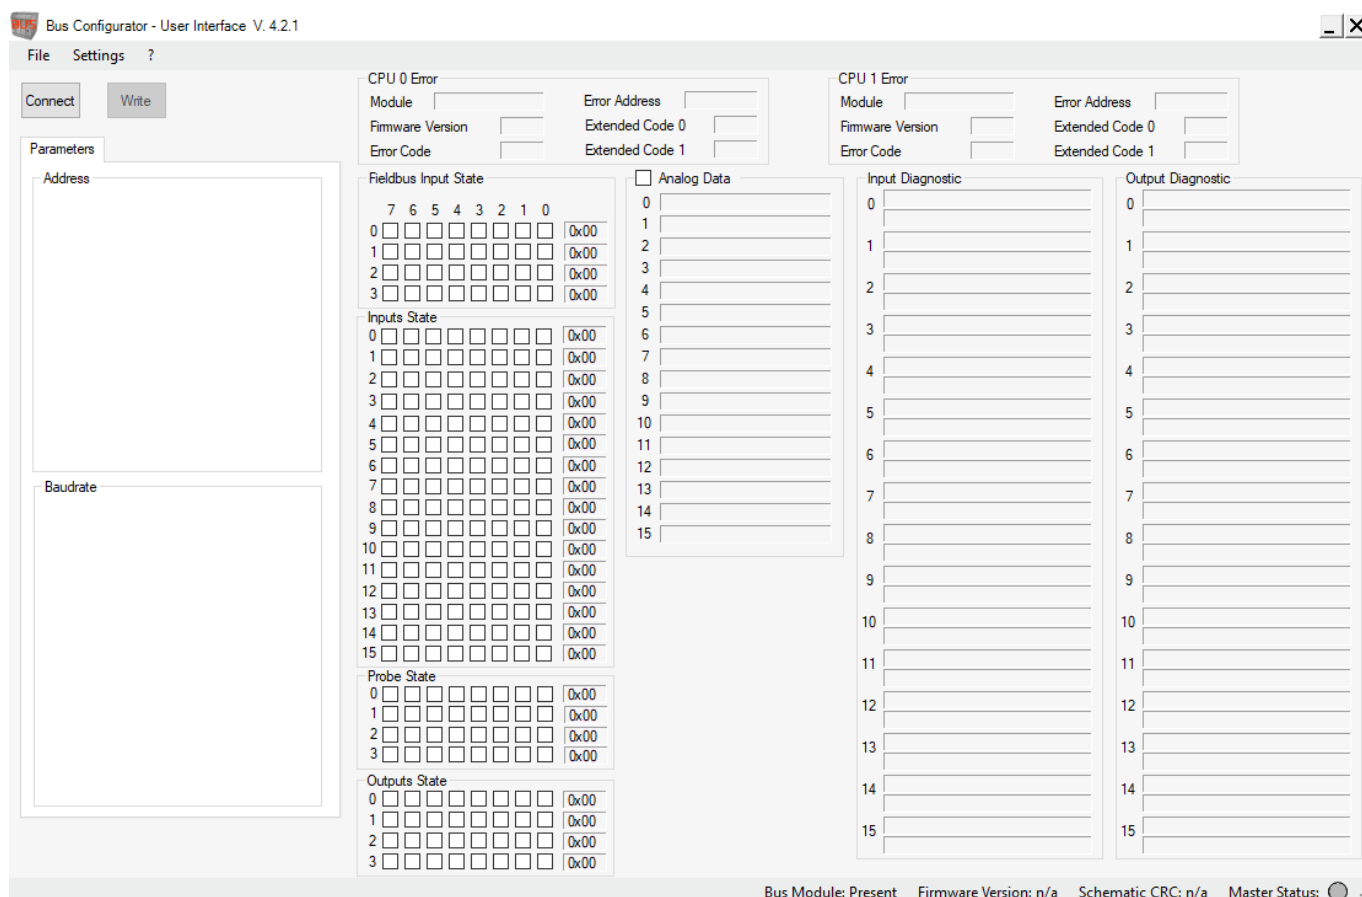 BUS Bus Configurator - User Interface V. 4.2.1
File Settings ?
Connect Write
Parameters
Address
Baudrate
CPU 0 Error
Module Error Address
Firmware Version Extended Code 0
Error Code Extended Code 1
CPU 1 Error
Module Error Address
Firmware Version Extended Code 0
Error Code Extended Code 1
Fieldbus Input State
7 6 5 4 3 2 1 0
0 0x00
1 0x00
2 0x00
3 0x00
Inputs State
0 0x00
1 0x00
2 0x00
3 0x00
4 0x00
5 0x00
6 0x00
7 0x00
8 0x00
9 0x00
10 0x00
11 0x00
12 0x00
13 0x00
14 0x00
15 0x00
Probe State
0 0x00
1 0x00
2 0x00
3 0x00
Outputs State
0 0x00
1 0x00
2 0x00
3 0x00
Analog Data
0
1
2
3
4
5
6
7
8
9
10
11
12
13
14
15
Input Diagnostic
0
1
2
3
4
5
6
7
8
9
10
11
12
13
14
15
Output Diagnostic
0
1
2
3
4
5
6
7
8
9
10
11
12
13
14
15
Bus Module: Present Firmware Version: n/a Schematic CRC: n/a Master Status: